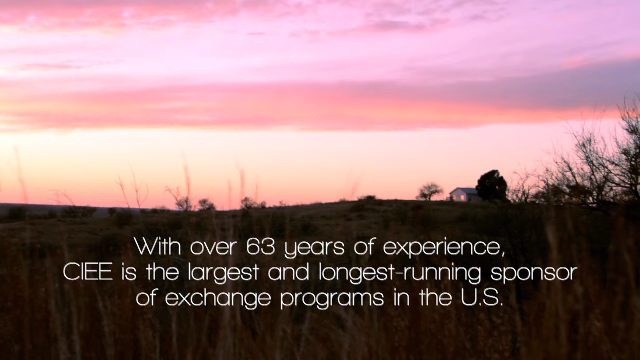 With over 63 years of experience,
CIEE is the largest and longest-running sponsor
of exchange programs in the U.S.